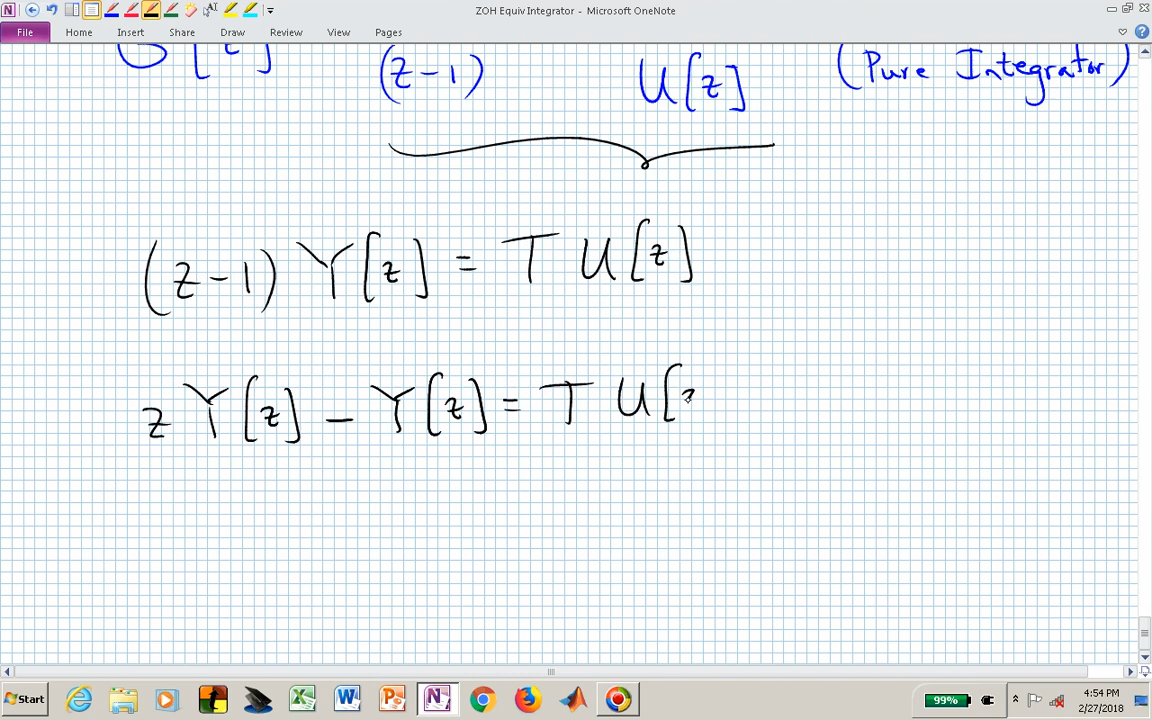 ZOH Equiv Integrator - Microsoft OneNote
File Home Insert Share Draw Review View Pages
(z-1) U[z] (Pure Integrator)
(z-1) Y[z] = T U[z]
z Y[z] - Y[z] = T U[z
Start 99% 4:54 PM
2/27/2018